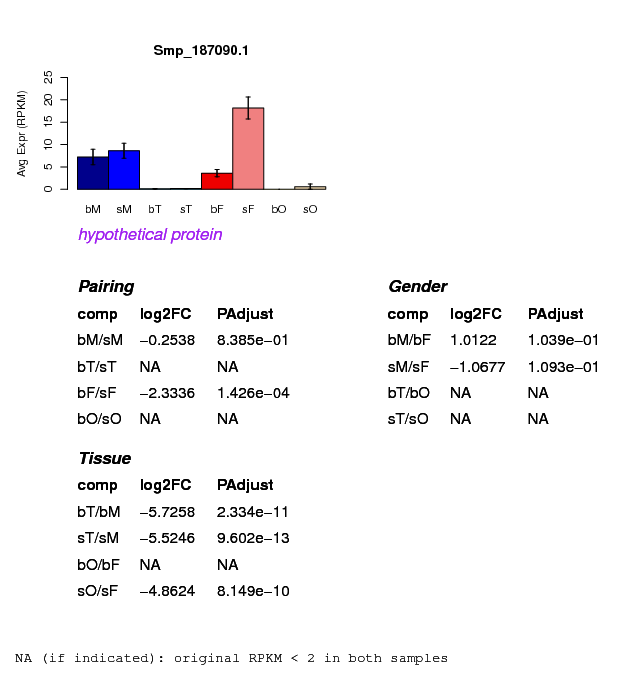 Smp_187090.1
Avg Expr (RPKM)
25
20
15
10
5
0
bM sM bT sT bF sF bO sO
hypothetical protein
Pairing
comp log2FC PAdjust
bM/sM −0.2538 8.385e−01
bT/sT NA NA
bF/sF −2.3336 1.426e−04
bO/sO NA NA
Gender
comp log2FC PAdjust
bM/bF 1.0122 1.039e−01
sM/sF −1.0677 1.093e−01
bT/bO NA NA
sT/sO NA NA
Tissue
comp log2FC PAdjust
bT/bM −5.7258 2.334e−11
sT/sM −5.5246 9.602e−13
bO/bF NA NA
sO/sF −4.8624 8.149e−10
NA (if indicated): original RPKM < 2 in both samples